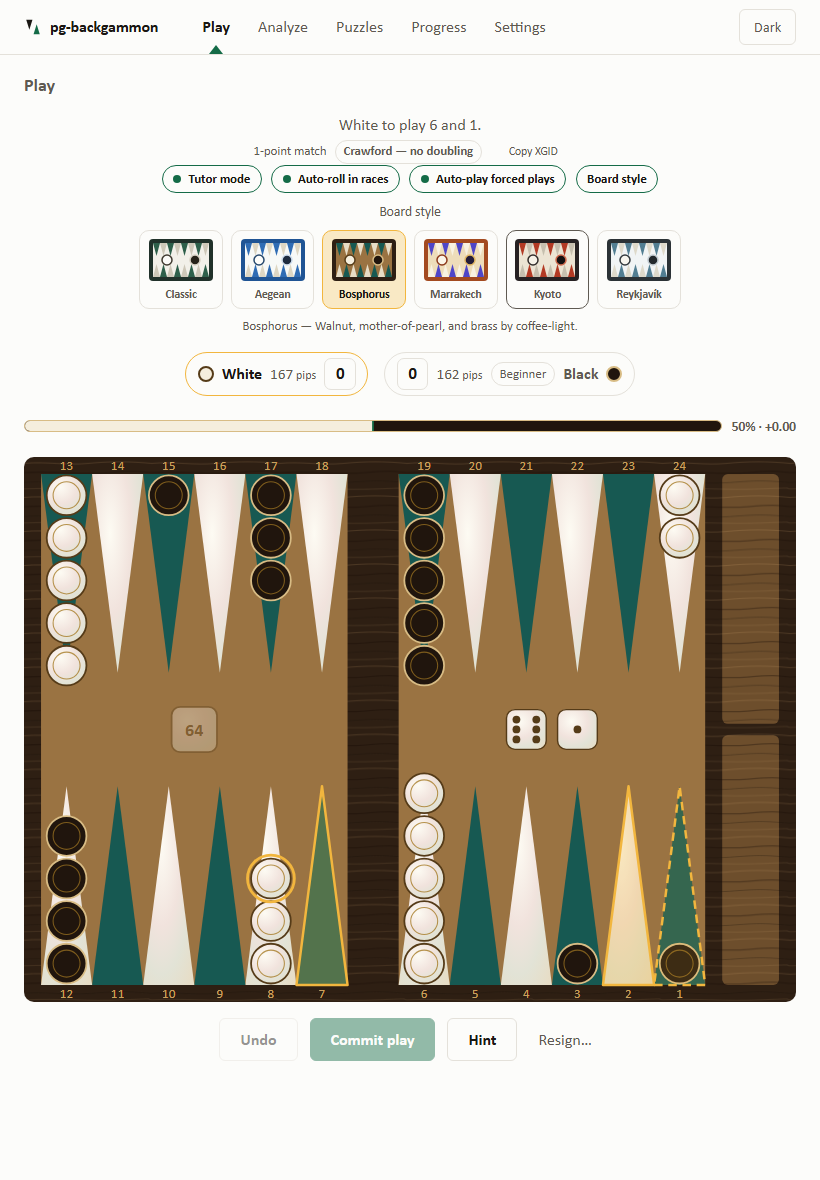 pg-backgammon Play Analyze Puzzles Progress Settings Dark
Play
White to play 6 and 1.
1-point match Crawford — no doubling Copy XGID
Tutor mode Auto-roll in races Auto-play forced plays Board style
Board style
Classic Aegean Bosphorus Marrakech Kyoto Reykjavík
Bosphorus — Walnut, mother-of-pearl, and brass by coffee-light.
White 167 pips 0 0 162 pips Beginner Black
50% · +0.00
13 14 15 16 17 18 19 20 21 22 23 24
64
12 11 10 9 8 7 6 5 4 3 2 1
Undo Commit play Hint Resign...